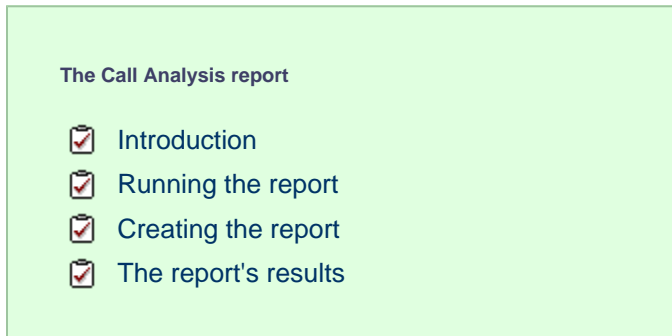 The Call Analysis report
Introduction
Running the report
Creating the report
The report's results